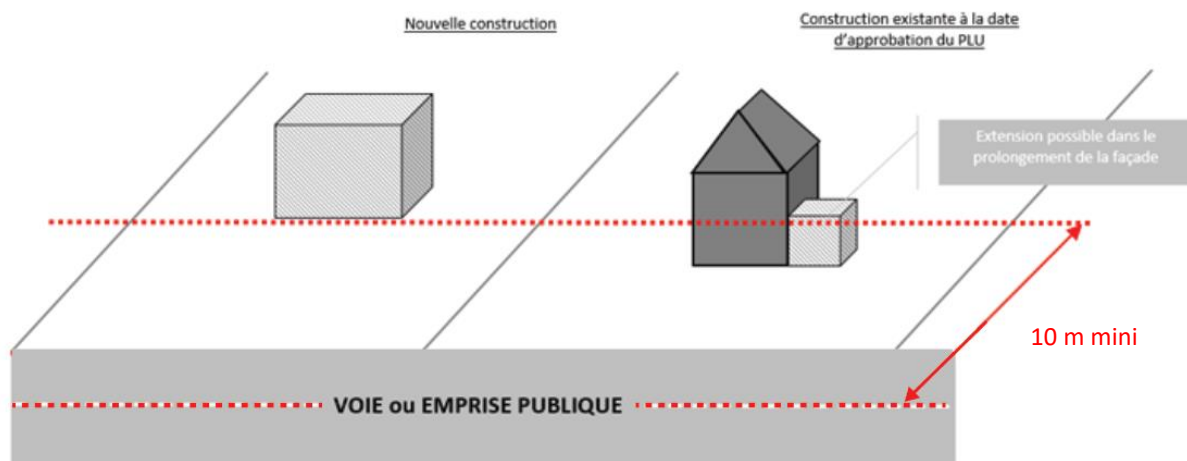 Nouvelle construction
Construction existante à la date
d'approbation du PLU
Extension possible dans le
prolongement de la façade
10 m mini
VOIE ou EMPRISE PUBLIQUE